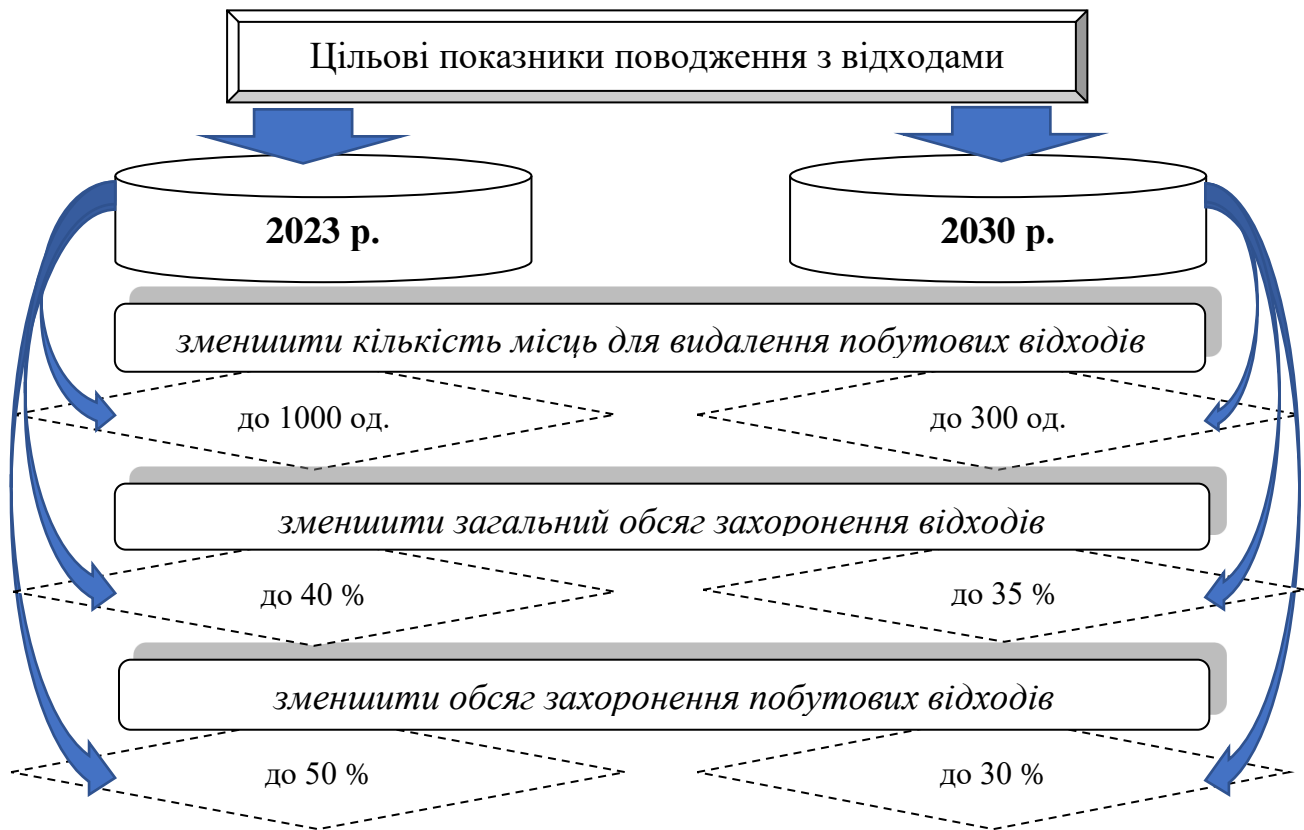 Цільові показники поводження з відходами
2023 р.
2030 р.
зменшити кількість місць для видалення побутових відходів
до 1000 од.
до 300 од.
зменшити загальний обсяг захоронення відходів
до 40 %
до 35 %
зменшити обсяг захоронення побутових відходів
до 50 %
до 30 %